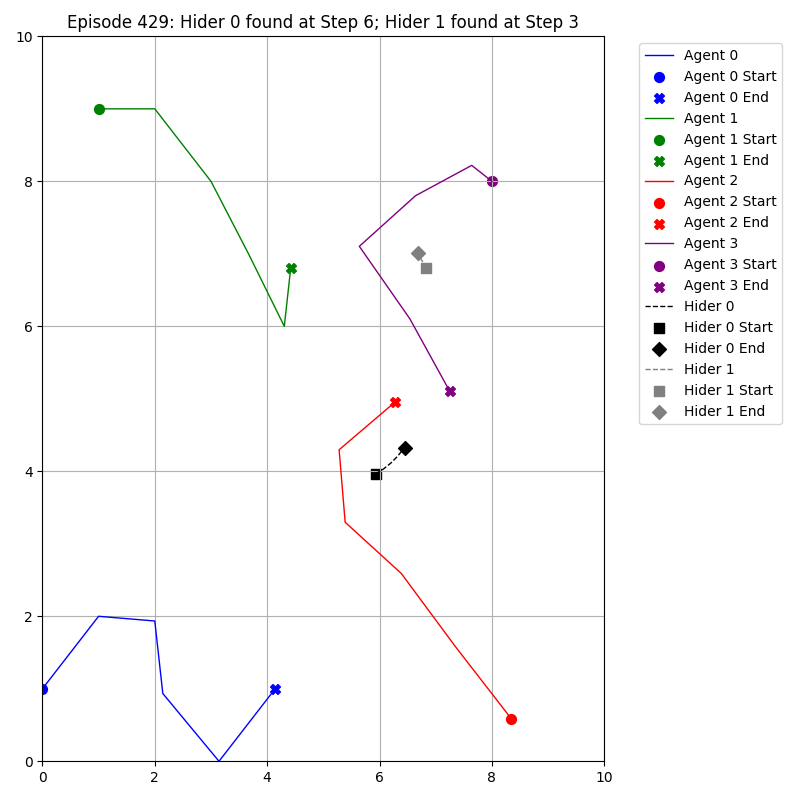 Episode 429: Hider 0 found at Step 6; Hider 1 found at Step 3
10
8
6
4
2
0
0 2 4 6 8 10
Agent 0
Agent 0 Start
Agent 0 End
Agent 1
Agent 1 Start
Agent 1 End
Agent 2
Agent 2 Start
Agent 2 End
Agent 3
Agent 3 Start
Agent 3 End
Hider 0
Hider 0 Start
Hider 0 End
Hider 1
Hider 1 Start
Hider 1 End